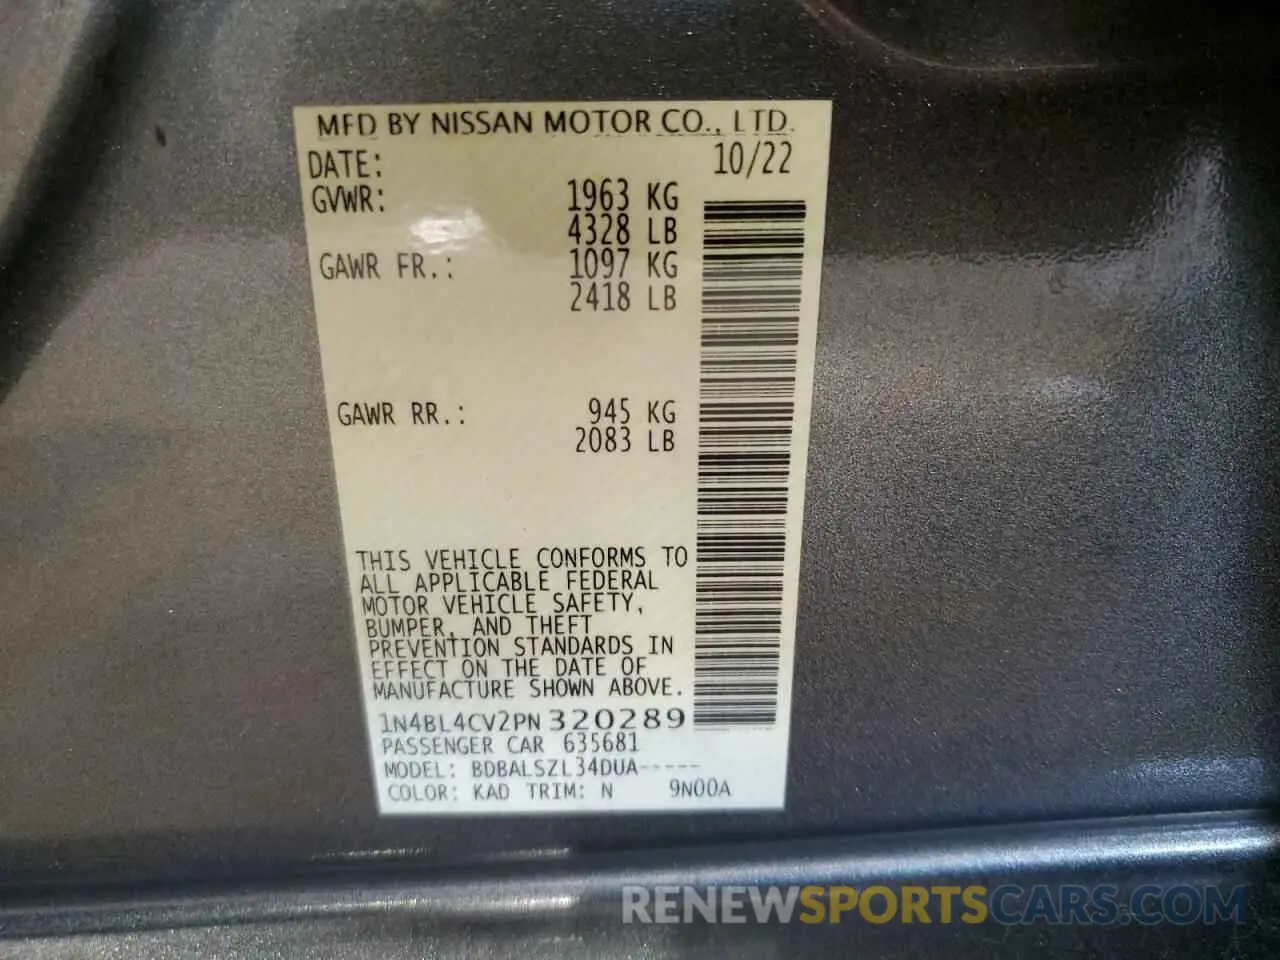 MFD BY NISSAN MOTOR CO., LTD.
DATE: 10/22
GVWR: 1963 KG
4328 LB
GAWR FR.: 1097 KG
2418 LB
GAWR RR.: 945 KG
2083 LB
THIS VEHICLE CONFORMS TO
ALL APPLICABLE FEDERAL
MOTOR VEHICLE SAFETY,
BUMPER, AND THEFT
PREVENTION STANDARDS IN
EFFECT ON THE DATE OF
MANUFACTURE SHOWN ABOVE.
1N4BL4CV2PN320289
PASSENGER CAR 635681
MODEL: BDBALSZL34DUA-----
COLOR: KAD TRIM: N 9N00A
RENEWSPORTSCARS.COM